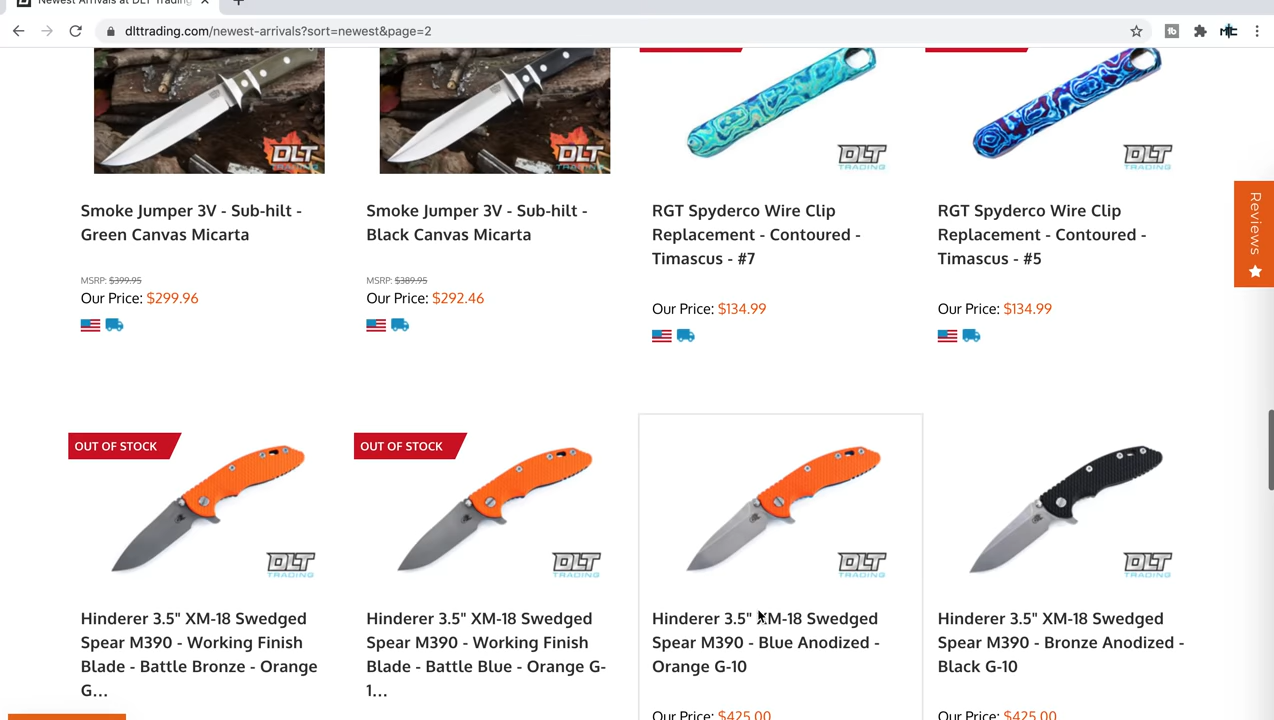 Newest Arrivals at DLT Trading
dlttrading.com/newest-arrivals?sort=newest&page=2
DLT
DLT
DLT TRADING
DLT TRADING
Smoke Jumper 3V - Sub-hilt -
Green Canvas Micarta
MSRP: $399.95
Our Price: $299.96
Smoke Jumper 3V - Sub-hilt -
Black Canvas Micarta
MSRP: $389.95
Our Price: $292.46
RGT Spyderco Wire Clip
Replacement - Contoured -
Timascus - #7
Our Price: $134.99
RGT Spyderco Wire Clip
Replacement - Contoured -
Timascus - #5
Our Price: $134.99
Reviews
OUT OF STOCK
DLT TRADING
Hinderer 3.5" XM-18 Swedged
Spear M390 - Working Finish
Blade - Battle Bronze - Orange
G...
OUT OF STOCK
DLT TRADING
Hinderer 3.5" XM-18 Swedged
Spear M390 - Working Finish
Blade - Battle Blue - Orange G-
1...
DLT TRADING
Hinderer 3.5" XM-18 Swedged
Spear M390 - Blue Anodized -
Orange G-10
Our Price: $425.00
DLT TRADING
Hinderer 3.5" XM-18 Swedged
Spear M390 - Bronze Anodized -
Black G-10
Our Price: $425.00